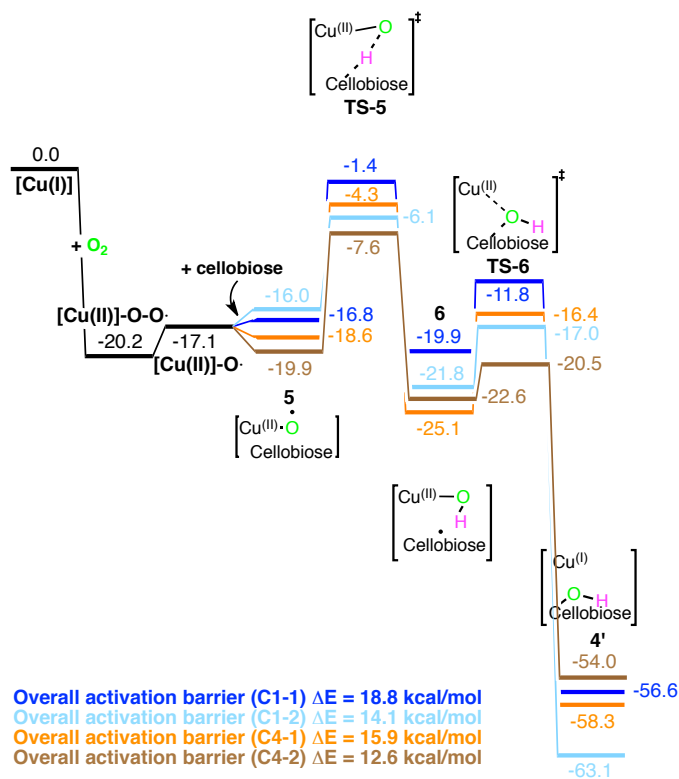 Cu(II) O
H
Cellobiose
‡
TS-5
0.0
[Cu(I)]
+ O2
-1.4
-4.3
-6.1
-7.6
Cu(II)
O H
Cellobiose
‡
TS-6
+ cellobiose
-16.0
-16.8
-18.6
-19.9
[Cu(II)]-O-O·
-20.2
-17.1
[Cu(II)]-O·
5
Cu(II)·O
•
Cellobiose
6
-19.9
-21.8
-22.6
-25.1
-11.8
-16.4
-17.0
-20.5
Cu(II) O
H
•
Cellobiose
Cu(I)
O H
Cellobiose
4'
-54.0
-56.6
-58.3
-63.1
Overall activation barrier (C1-1) ΔE = 18.8 kcal/mol
Overall activation barrier (C1-2) ΔE = 14.1 kcal/mol
Overall activation barrier (C4-1) ΔE = 15.9 kcal/mol
Overall activation barrier (C4-2) ΔE = 12.6 kcal/mol